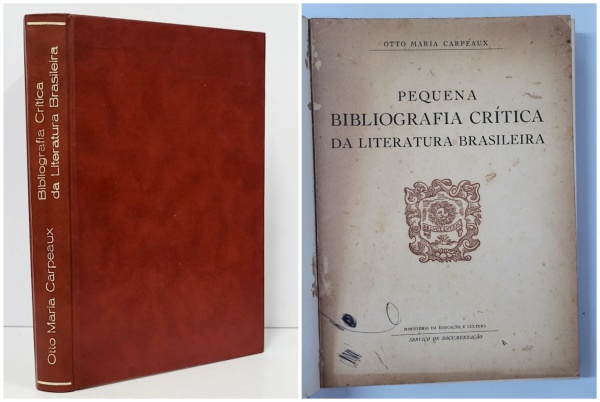 Otto Maria Carpeaux
Bibliografia Crítica
da Literatura Brasileira
OTTO MARIA CARPEAUX
PEQUENA
BIBLIOGRAFIA CRÍTICA
DA LITERATURA BRASILEIRA
MINISTÉRIO DA EDUCAÇÃO E CULTURA
SERVIÇO DE DOCUMENTAÇÃO